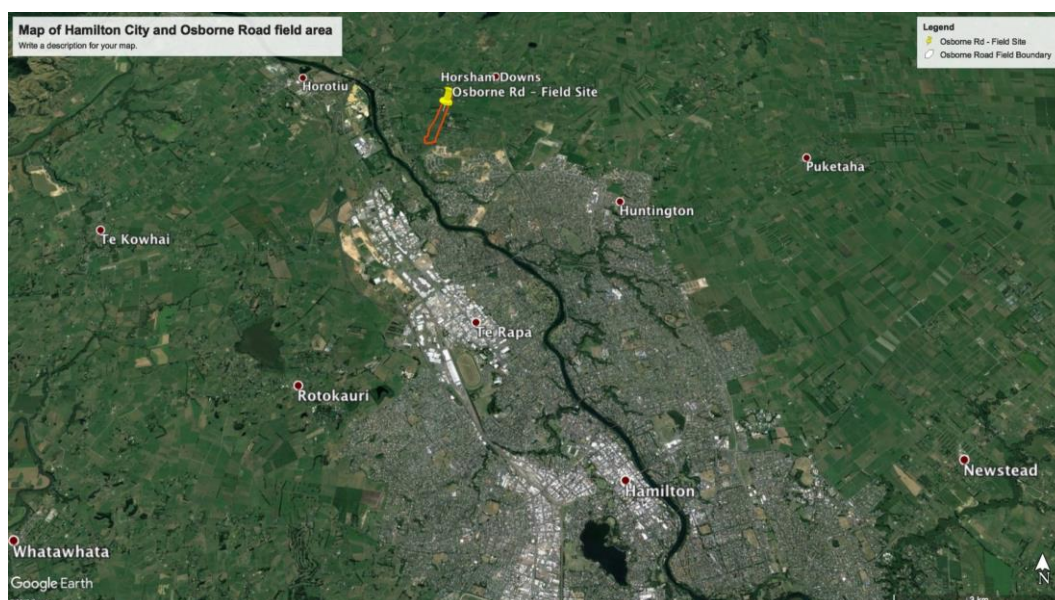 Map of Hamilton City and Osborne Road field area
Write a description for your map.
Legend
Osborne Rd - Field Site
Osborne Road Field Boundary
Horotiu
Horsham Downs
Osborne Rd - Field Site
Puketaha
Huntington
Te Kowhai
Te Rapa
Rotokauri
Newstead
Hamilton
Whatawhata
Google Earth
N